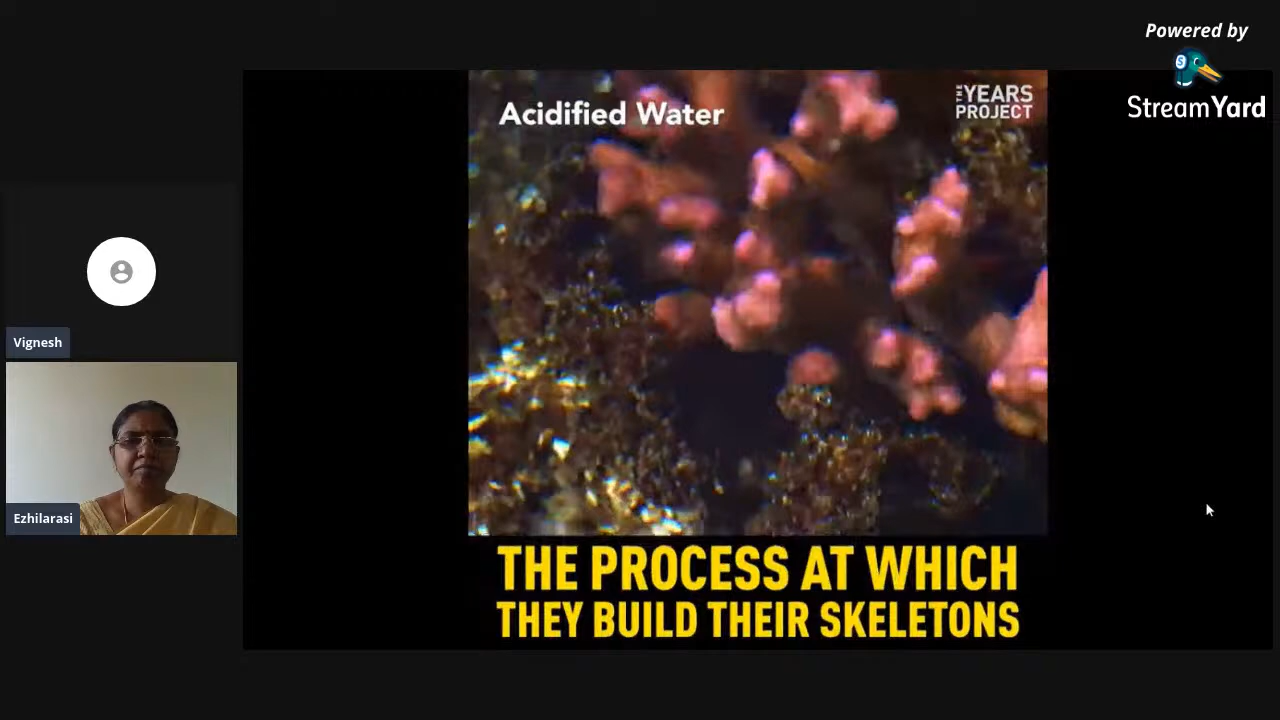 Powered by
StreamYard
Acidified Water
THE YEARS
PROJECT
Vignesh
Ezhilarasi
THE PROCESS AT WHICH
THEY BUILD THEIR SKELETONS